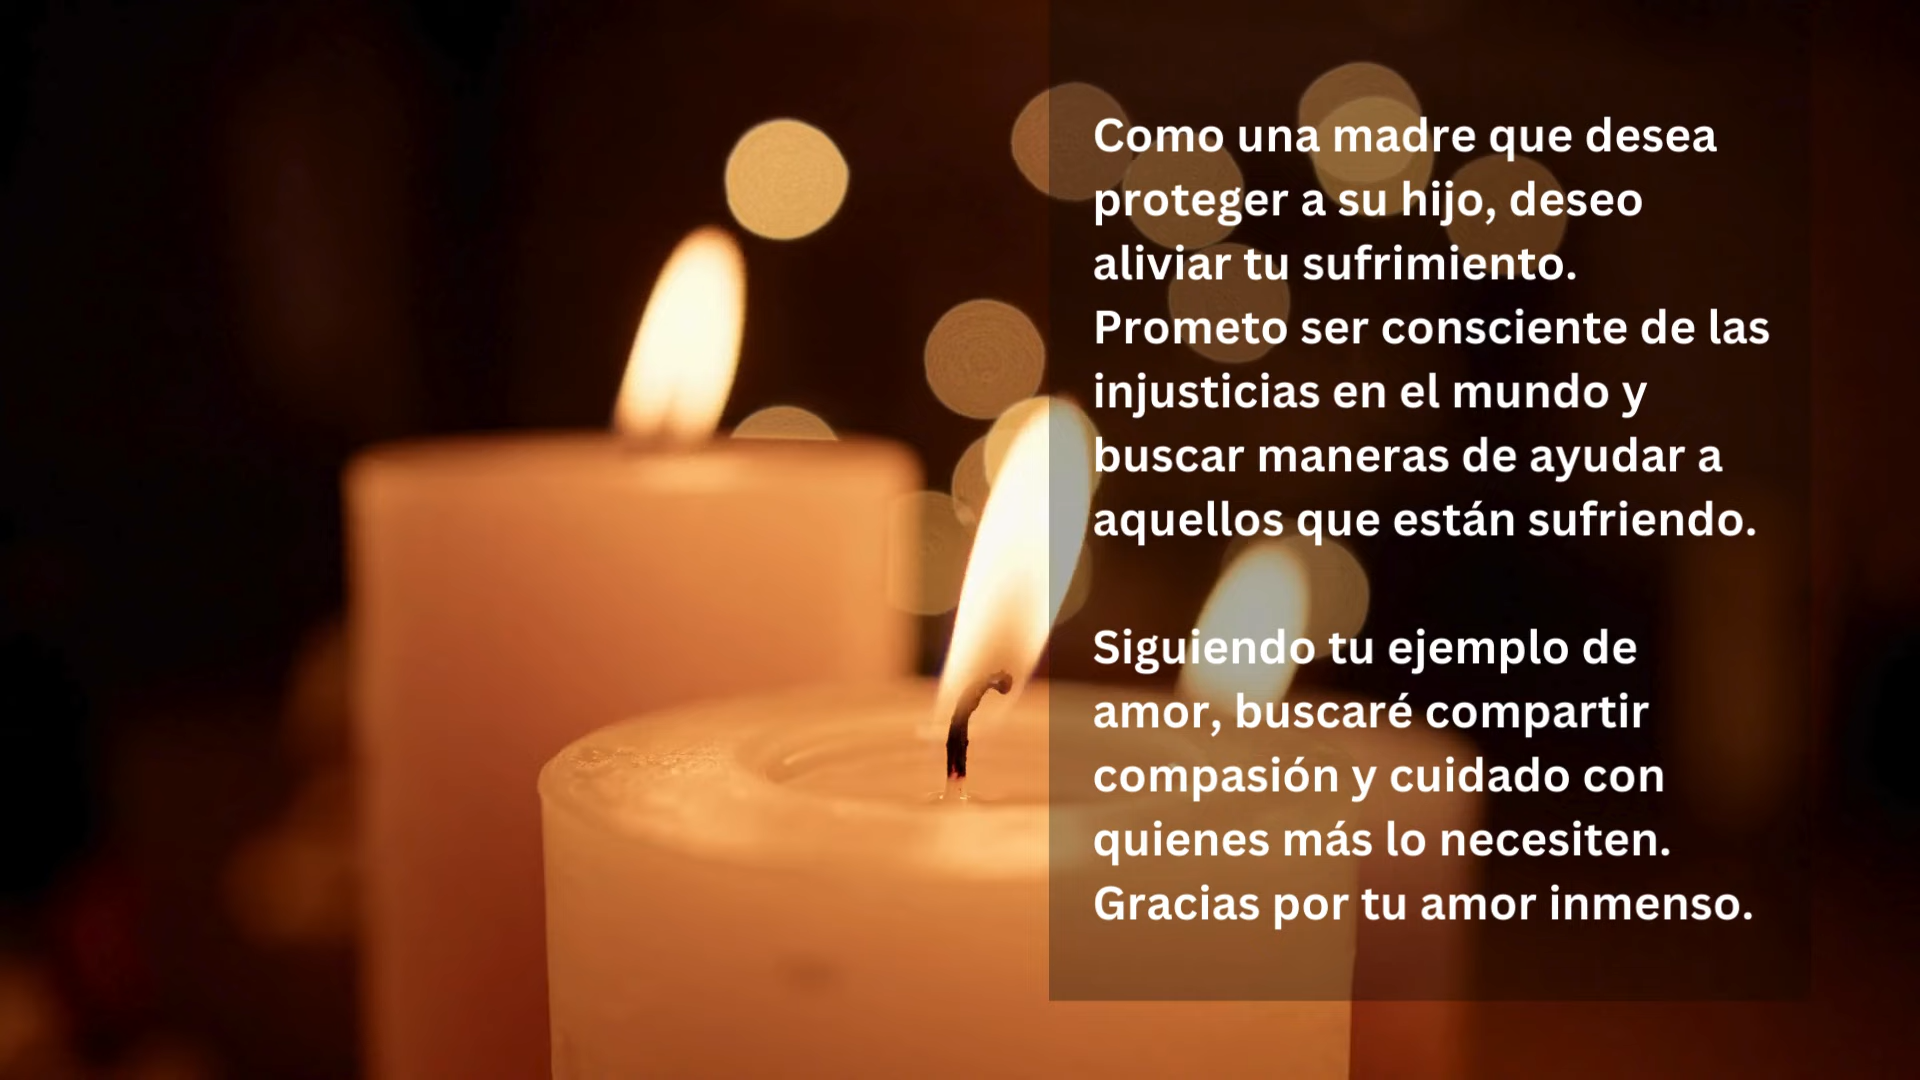 Como una madre que desea
proteger a su hijo, deseo
aliviar tu sufrimiento.
Prometo ser consciente de las
injusticias en el mundo y
buscar maneras de ayudar a
aquellos que están sufriendo.
Siguiendo tu ejemplo de
amor, buscaré compartir
compasión y cuidado con
quienes más lo necesiten.
Gracias por tu amor inmenso.